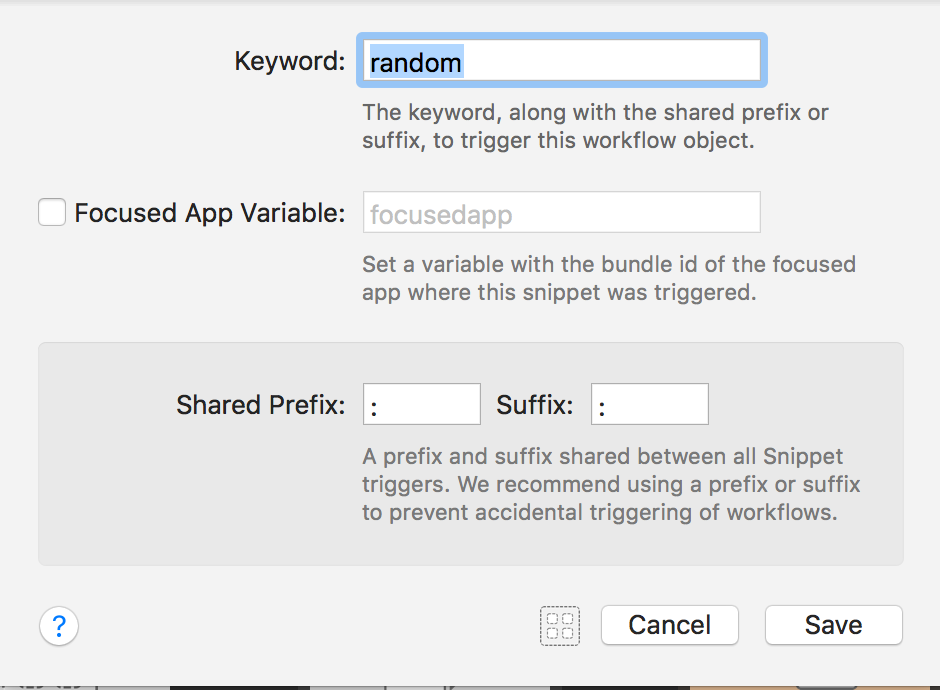 Keyword: random
The keyword, along with the shared prefix or
suffix, to trigger this workflow object.
Focused App Variable: focusedapp
Set a variable with the bundle id of the focused
app where this snippet was triggered.
Shared Prefix: : Suffix: :
A prefix and suffix shared between all Snippet
triggers. We recommend using a prefix or suffix
to prevent accidental triggering of workflows.
? Cancel Save